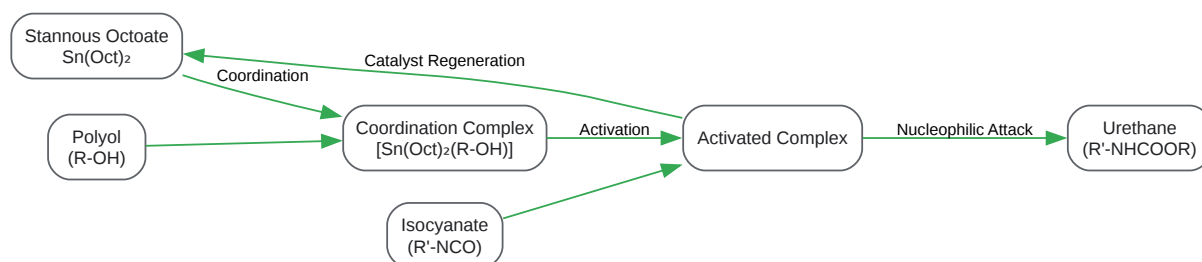 Stannous Octoate
Sn(Oct)₂
Catalyst Regeneration
Coordination
Polyol
(R-OH)
Coordination Complex
[Sn(Oct)₂(R-OH)]
Activation
Activated Complex
Nucleophilic Attack
Urethane
(R'-NHCOOR)
Isocyanate
(R'-NCO)